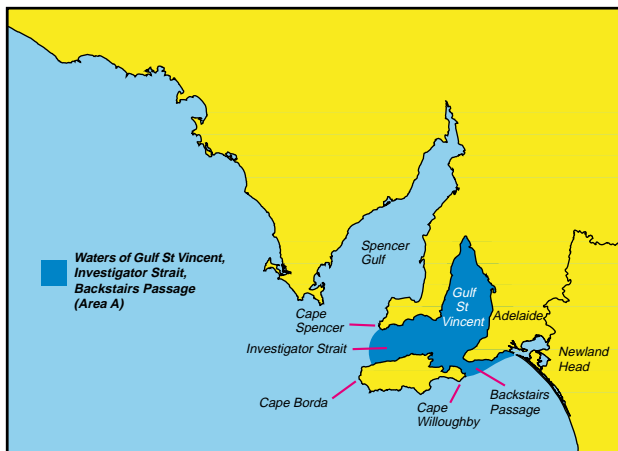 Waters of Gulf St Vincent,
Investigator Strait,
Backstairs Passage
(Area A)
Spencer
Gulf
Gulf
St
Vincent
Adelaide
Cape
Spencer
Investigator Strait
Newland
Head
Cape Borda
Cape
Willoughby
Backstairs
Passage